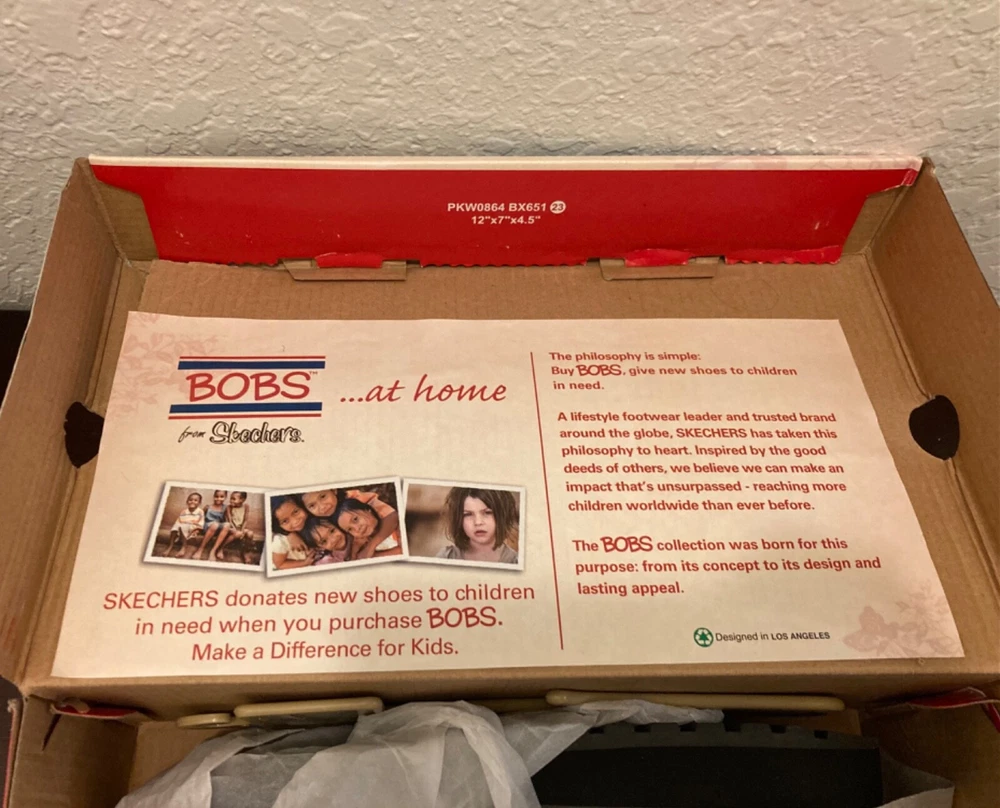 PKW0864 BX651 23
12"x7"x4.5"
BOBS™
...at home
from Skechers.
SKECHERS donates new shoes to children
in need when you purchase BOBS.
Make a Difference for Kids.
The philosophy is simple:
Buy BOBS, give new shoes to children
in need.
A lifestyle footwear leader and trusted brand
around the globe, SKECHERS has taken this
philosophy to heart. Inspired by the good
deeds of others, we believe we can make an
impact that's unsurpassed - reaching more
children worldwide than ever before.
The BOBS collection was born for this
purpose: from its concept to its design and
lasting appeal.
Designed in LOS ANGELES